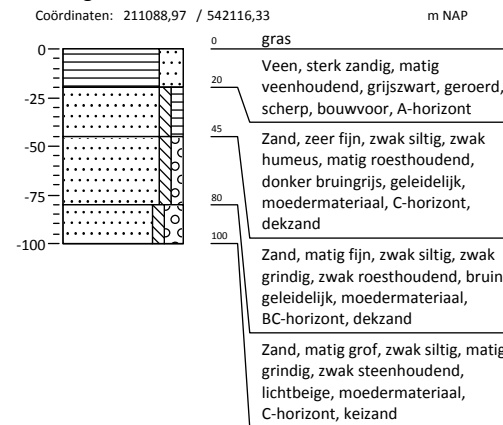 Coördinaten: 211088,97 / 542116,33 m NAP
0
-25
-50
-75
-100
0 gras
20
Veen, sterk zandig, matig
veenhoudend, grijszwart, geroerd,
scherp, bouwvoor, A-horizont
45
Zand, zeer fijn, zwak siltig, zwak
humeus, matig roesthoudend,
donker bruingrijs, geleidelijk,
moedermateriaal, C-horizont,
dekzand
80
Zand, matig fijn, zwak siltig, zwak
grindig, zwak roesthoudend, bruin
geleidelijk, moedermateriaal,
BC-horizont, dekzand
100
Zand, matig grof, zwak siltig, matig
grindig, zwak steenhoudend,
lichtbeige, moedermateriaal,
C-horizont, keizand